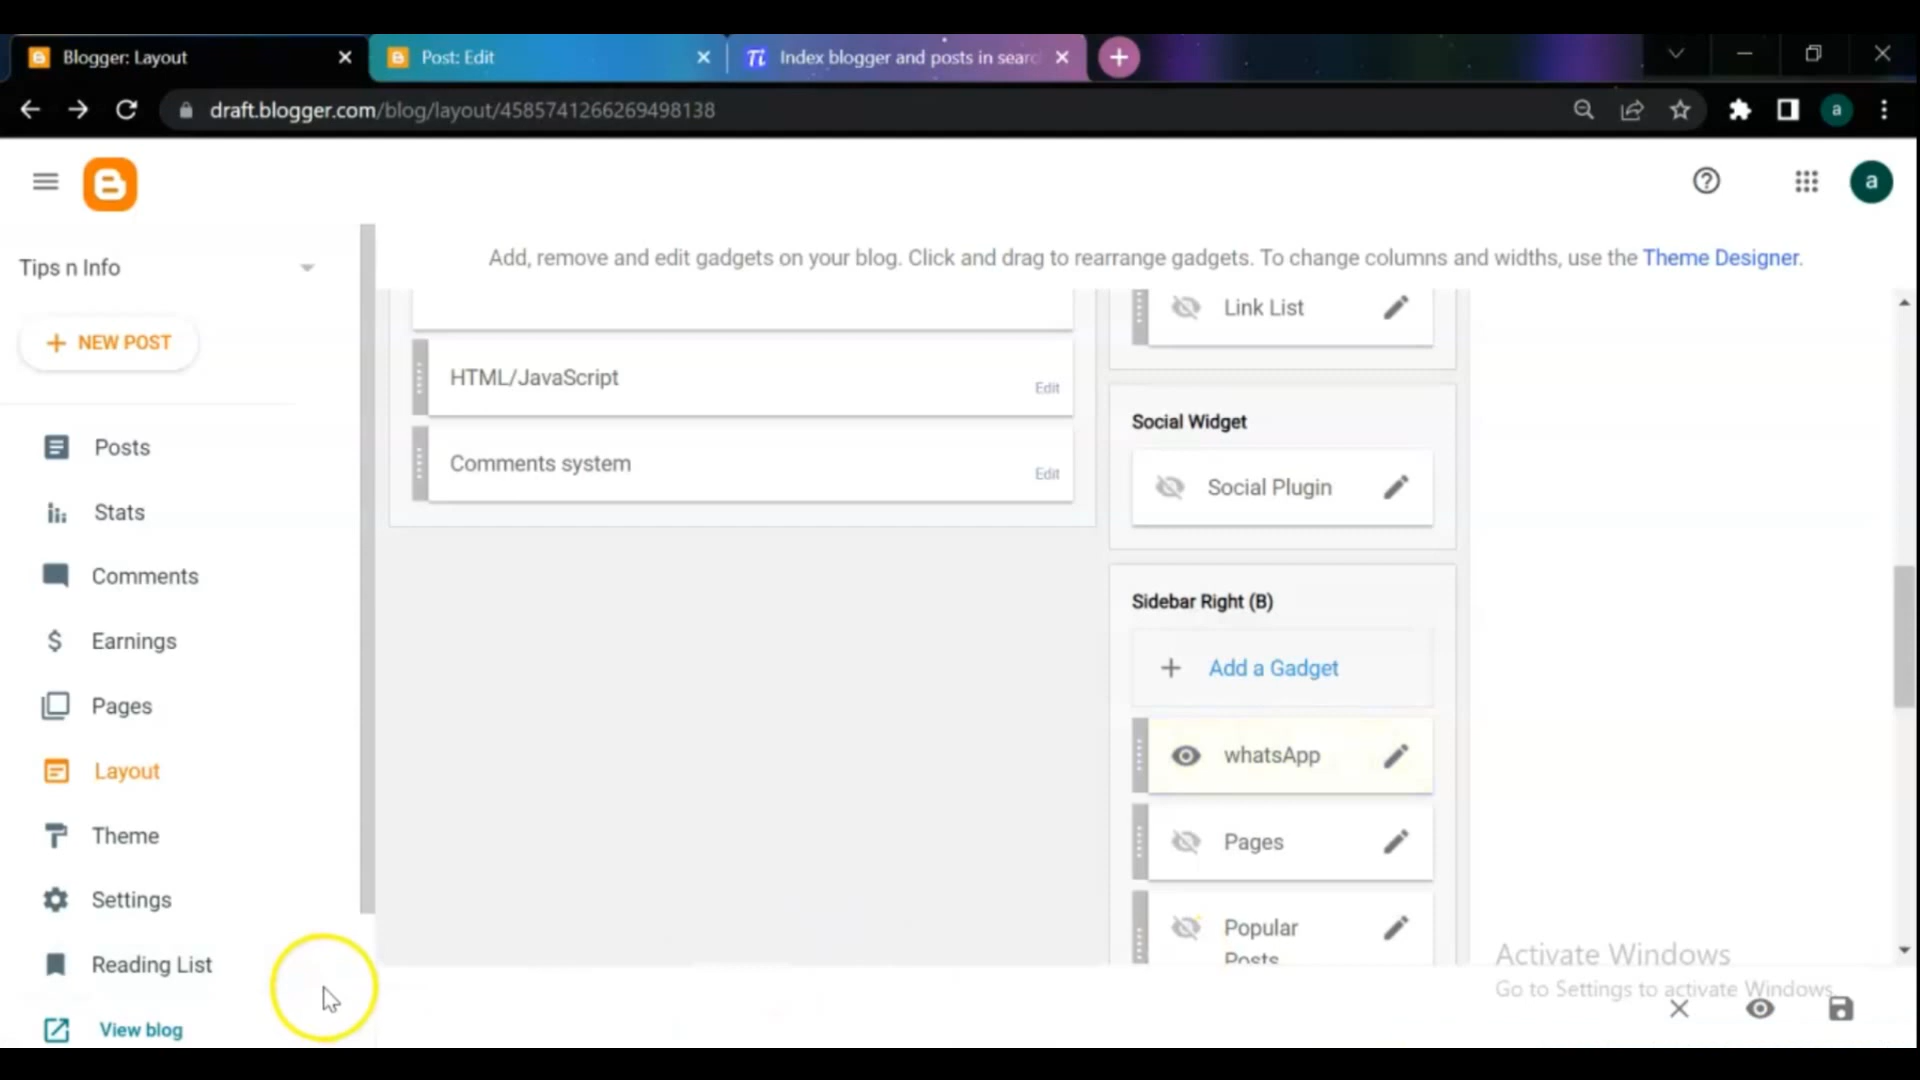 Blogger: Layout
Post: Edit
Index blogger and posts in searc
draft.blogger.com/blog/layout/4585741266269498138
a
a
Tips n Info
Add, remove and edit gadgets on your blog. Click and drag to rearrange gadgets. To change columns and widths, use the Theme Designer.
NEW POST
Posts
Stats
Comments
Earnings
Pages
Layout
Theme
Settings
Reading List
View blog
HTML/JavaScript
Edit
Comments system
Edit
Link List
Social Widget
Social Plugin
Sidebar Right (B)
Add a Gadget
whatsApp
Pages
Popular
Posts
Activate Windows
Go to Settings to activate Windows.